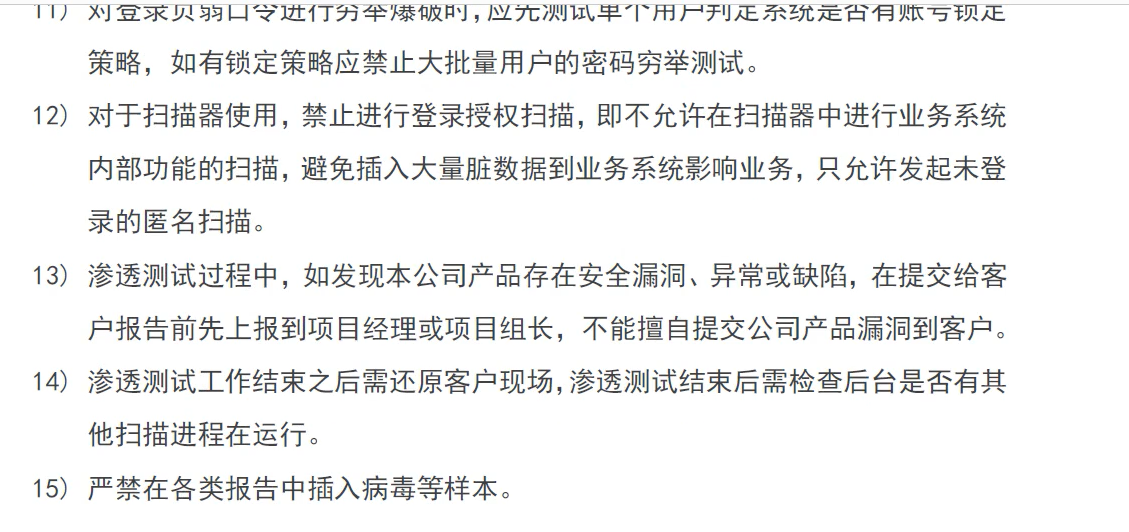 11) 对登录页弱口令进行穷举爆破时,应先测试单个用户判定系统是否有账号锁定
策略，如有锁定策略应禁止大批量用户的密码穷举测试。
12) 对于扫描器使用,禁止进行登录授权扫描,即不允许在扫描器中进行业务系统
内部功能的扫描,避免插入大量脏数据到业务系统影响业务,只允许发起未登
录的匿名扫描。
13) 渗透测试过程中,如发现本公司产品存在安全漏洞、异常或缺陷,在提交给客
户报告前先上报到项目经理或项目组长，不能擅自提交公司产品漏洞到客户。
14) 渗透测试工作结束之后需还原客户现场,渗透测试结束后需检查后台是否有其
他扫描进程在运行。
15) 严禁在各类报告中插入病毒等样本。